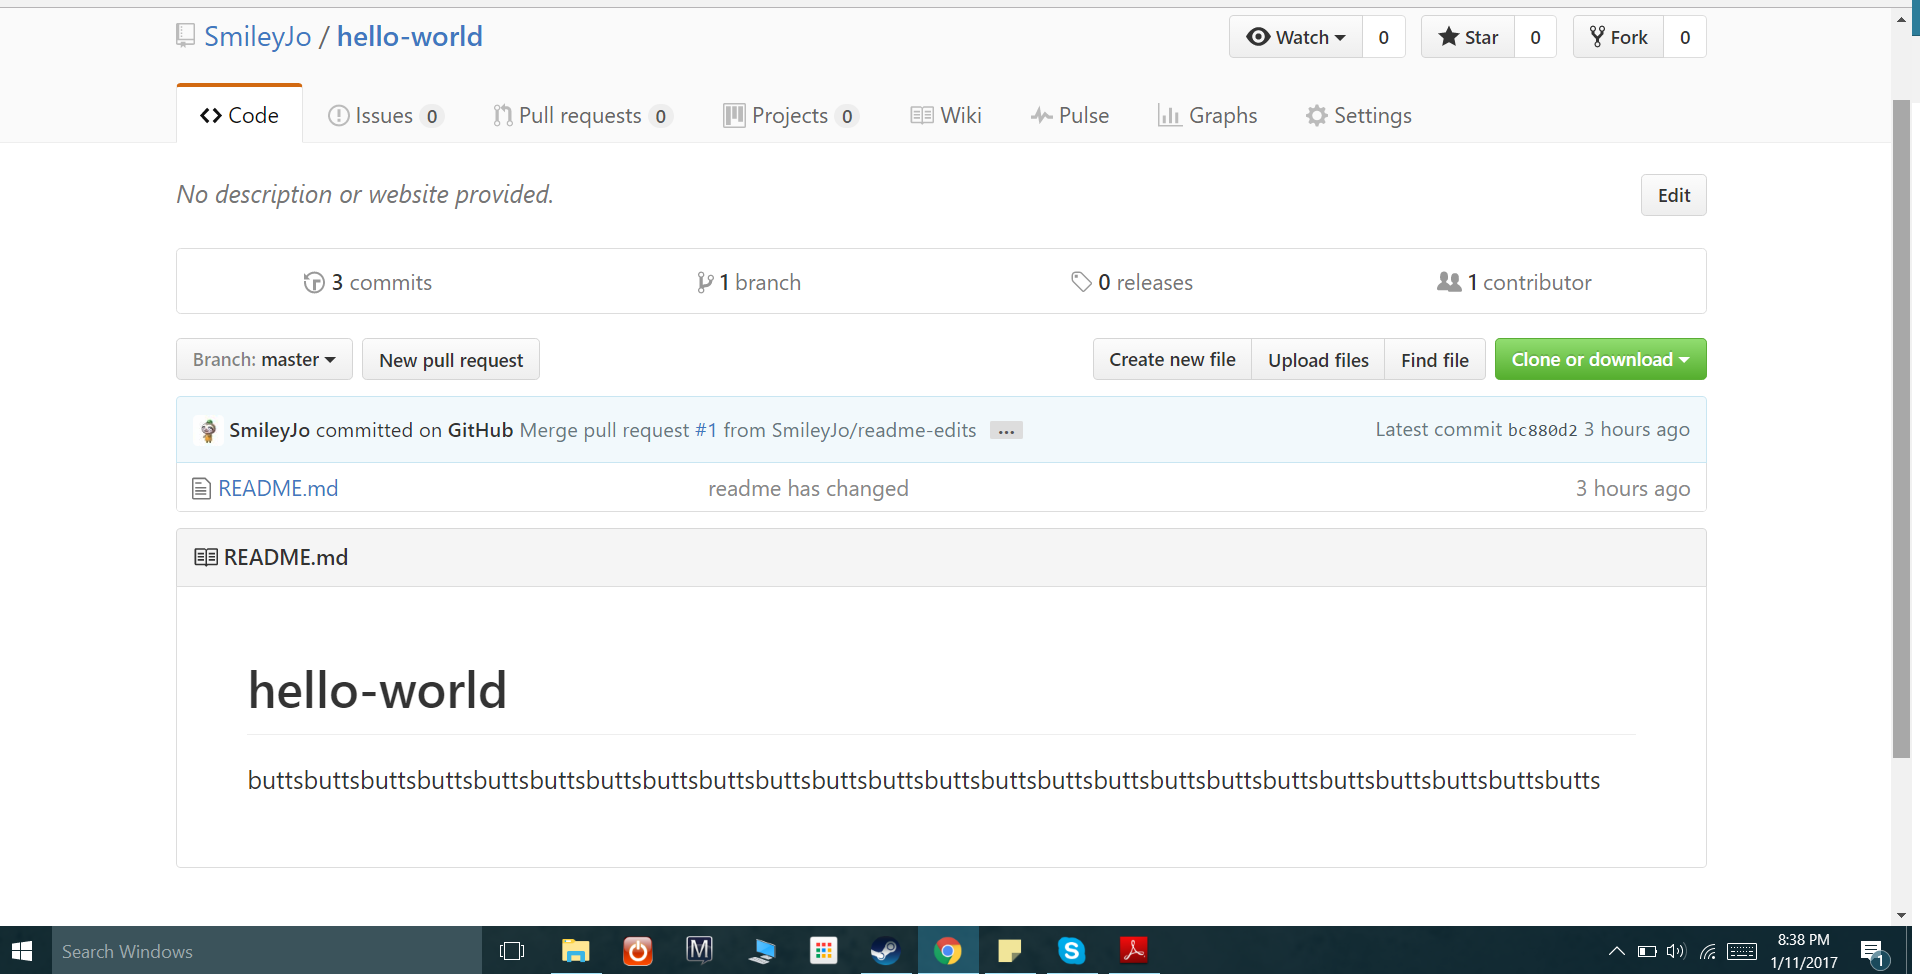 SmileyJo / hello-world
Watch 0 Star 0 Fork 0
Code Issues 0 Pull requests 0 Projects 0 Wiki Pulse Graphs Settings
No description or website provided. Edit
3 commits 1 branch 0 releases 1 contributor
Branch: master New pull request Create new file Upload files Find file Clone or download
SmileyJo committed on GitHub Merge pull request #1 from SmileyJo/readme-edits ... Latest commit bc880d2 3 hours ago
README.md readme has changed 3 hours ago
README.md
hello-world
buttsbuttsbuttsbuttsbuttsbuttsbuttsbuttsbuttsbuttsbuttsbuttsbuttsbuttsbuttsbuttsbuttsbuttsbuttsbuttsbuttsbuttsbuttsbutts
Search Windows M S 8:38 PM
1/11/2017 1